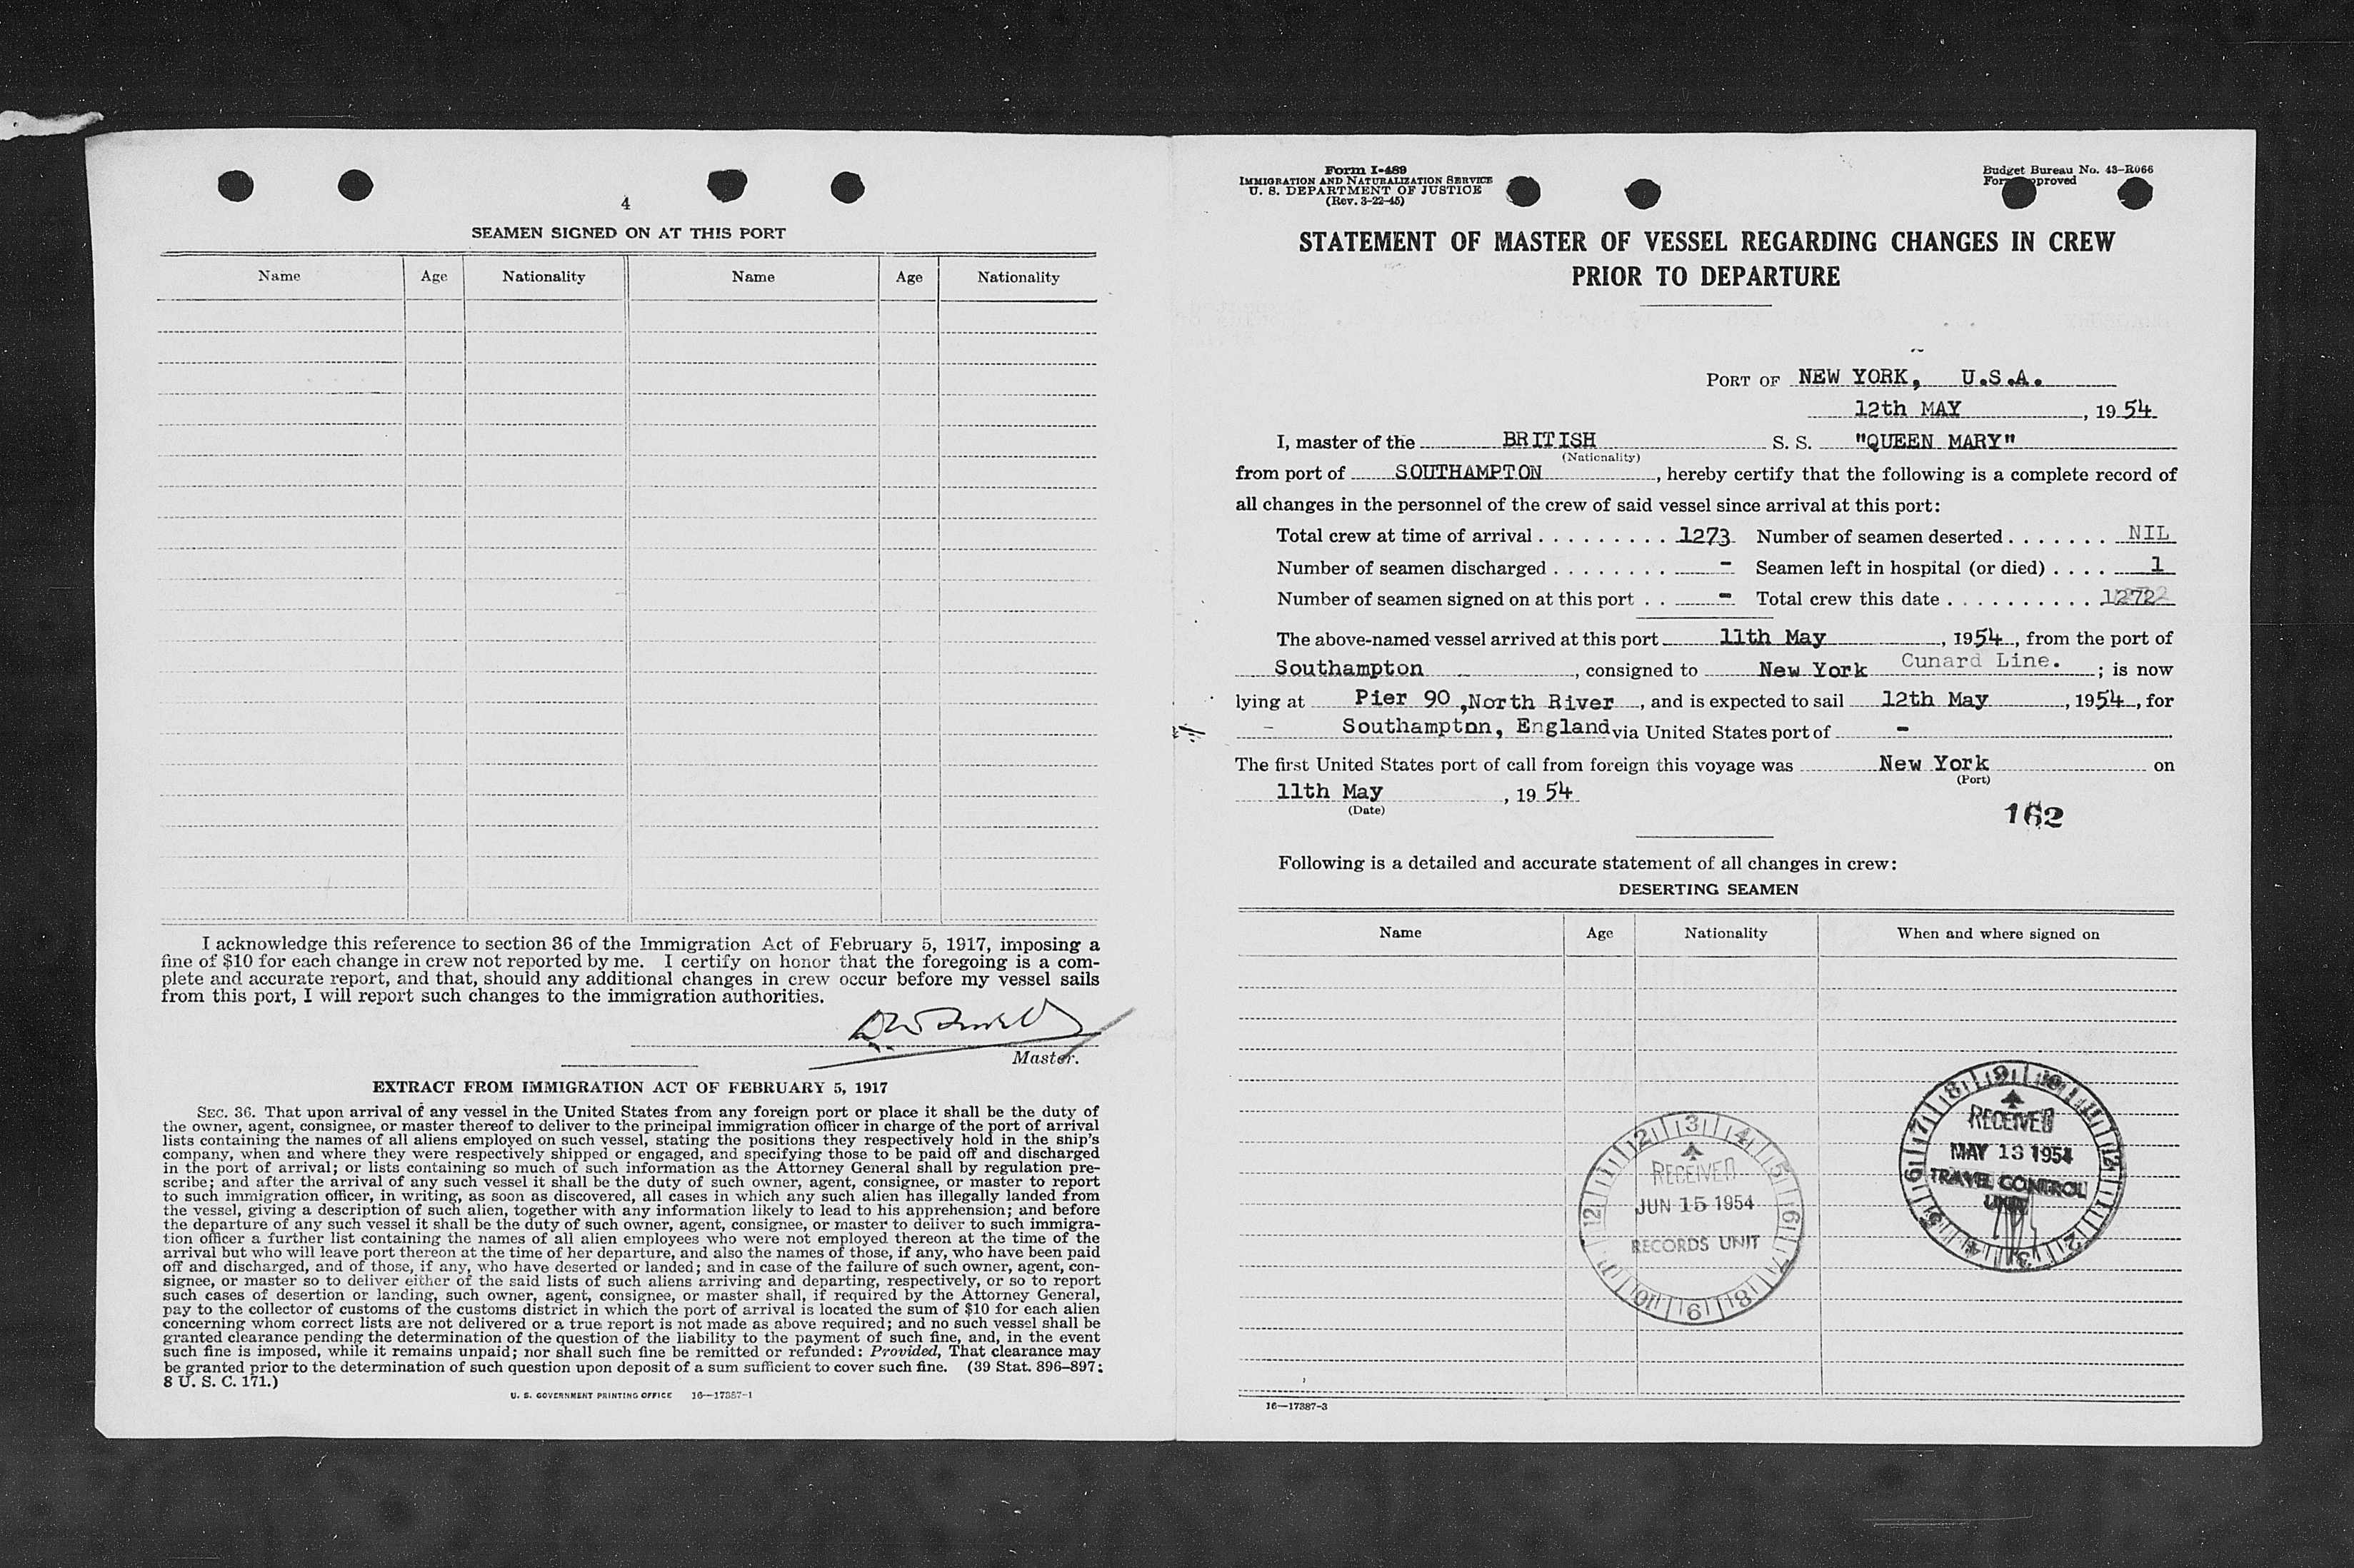 4
SEAMEN SIGNED ON AT THIS PORT
Name Age Nationality Name Age Nationality
I acknowledge this reference to section 36 of the Immigration Act of February 5, 1917, imposing a
fine of $10 for each change in crew not reported by me. I certify on honor that the foregoing is a com-
plete and accurate report, and that, should any additional changes in crew occur before my vessel sails
from this port, I will report such changes to the immigration authorities.
Master.
EXTRACT FROM IMMIGRATION ACT OF FEBRUARY 5, 1917
SEC. 36. That upon arrival of any vessel in the United States from any foreign port or place it shall be the duty of
the owner, agent, consignee, or master thereof to deliver to the principal immigration officer in charge of the port of arrival
lists containing the names of all aliens employed on such vessel, stating the positions they respectively hold in the ship's
company, when and where they were respectively shipped or engaged, and specifying those to be paid off and discharged
in the port of arrival; or lists containing so much of such information as the Attorney General shall by regulation pre-
scribe; and after the arrival of any such vessel it shall be the duty of such owner, agent, consignee, or master to report
to such immigration officer, in writing, as soon as discovered, all cases in which any such alien has illegally landed from
the vessel, giving a description of such alien, together with any information likely to lead to his apprehension; and before
the departure of any such vessel it shall be the duty of such owner, agent, consignee, or master to deliver to such immigra-
tion officer a further list containing the names of all alien employees who were not employed thereon at the time of the
arrival but who will leave port thereon at the time of her departure, and also the names of those, if any, who have been paid
off and discharged, and of those, if any, who have deserted or landed; and in case of the failure of such owner, agent, con-
signee, or master so to deliver either of the said lists of such aliens arriving and departing, respectively, or so to report
such cases of desertion or landing, such owner, agent, consignee, or master shall, if required by the Attorney General,
pay to the collector of customs of the customs district in which the port of arrival is located the sum of $10 for each alien
concerning whom correct lists are not delivered or a true report is not made as above required; and no such vessel shall be
granted clearance pending the determination of the question of the liability to the payment of such fine, and, in the event
such fine is imposed, while it remains unpaid; nor shall such fine be remitted or refunded: Provided, That clearance may
be granted prior to the determination of such question upon deposit of a sum sufficient to cover such fine. (39 Stat. 896–897;
8 U. S. C. 171.)
U. S. GOVERNMENT PRINTING OFFICE 16—17387-1
Form I-489
IMMIGRATION AND NATURALIZATION SERVICE
U. S. DEPARTMENT OF JUSTICE
(Rev. 3-22-45)
Budget Bureau No. 43-R066
STATEMENT OF MASTER OF VESSEL REGARDING CHANGES IN CREW
PRIOR TO DEPARTURE
PORT OF NEW YORK, U.S.A.
12th MAY, 1954
I, master of the BRITISH S. S. "QUEEN MARY"
(Nationality)
from port of SOUTHAMPTON, hereby certify that the following is a complete record of
all changes in the personnel of the crew of said vessel since arrival at this port:
Total crew at time of arrival . . . . . . . . . 1273 Number of seamen deserted . . . . . . . NIL
Number of seamen discharged . . . . . . . . – Seamen left in hospital (or died) . . . . 1
Number of seamen signed on at this port . . – Total crew this date . . . . . . . . . . 1272
The above-named vessel arrived at this port 11th May, 1954, from the port of
Southampton, consigned to New York Cunard Line. ; is now
lying at Pier 90, North River, and is expected to sail 12th May, 1954, for
Southampton, England via United States port of –
The first United States port of call from foreign this voyage was New York on
(Port)
11th May, 19 54
(Date)
162
Following is a detailed and accurate statement of all changes in crew:
DESERTING SEAMEN
Name Age Nationality When and where signed on
RECEIVED
MAY 13 1954
TRAVEL CONTROL
UNIT
RECEIVED
JUN 15 1954
RECORDS UNIT
16—17387-3